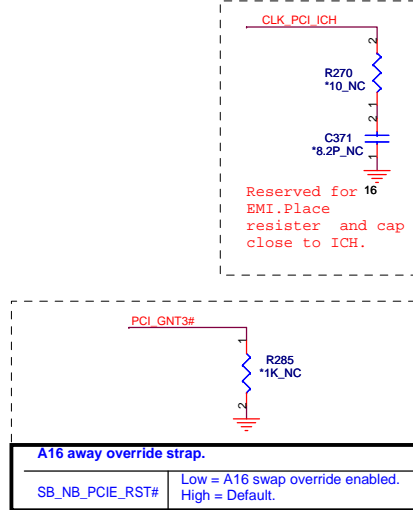 CLK_PCI_ICH
2
R270
*10_NC
1
2
C371
*8.2P_NC
1
16
Reserved for
EMI.Place
resister and cap
close to ICH.
PCI_GNT3#
1
R285
*1K_NC
2
A16 away override strap.
SB_NB_PCIE_RST#
Low = A16 swap override enabled.
High = Default.